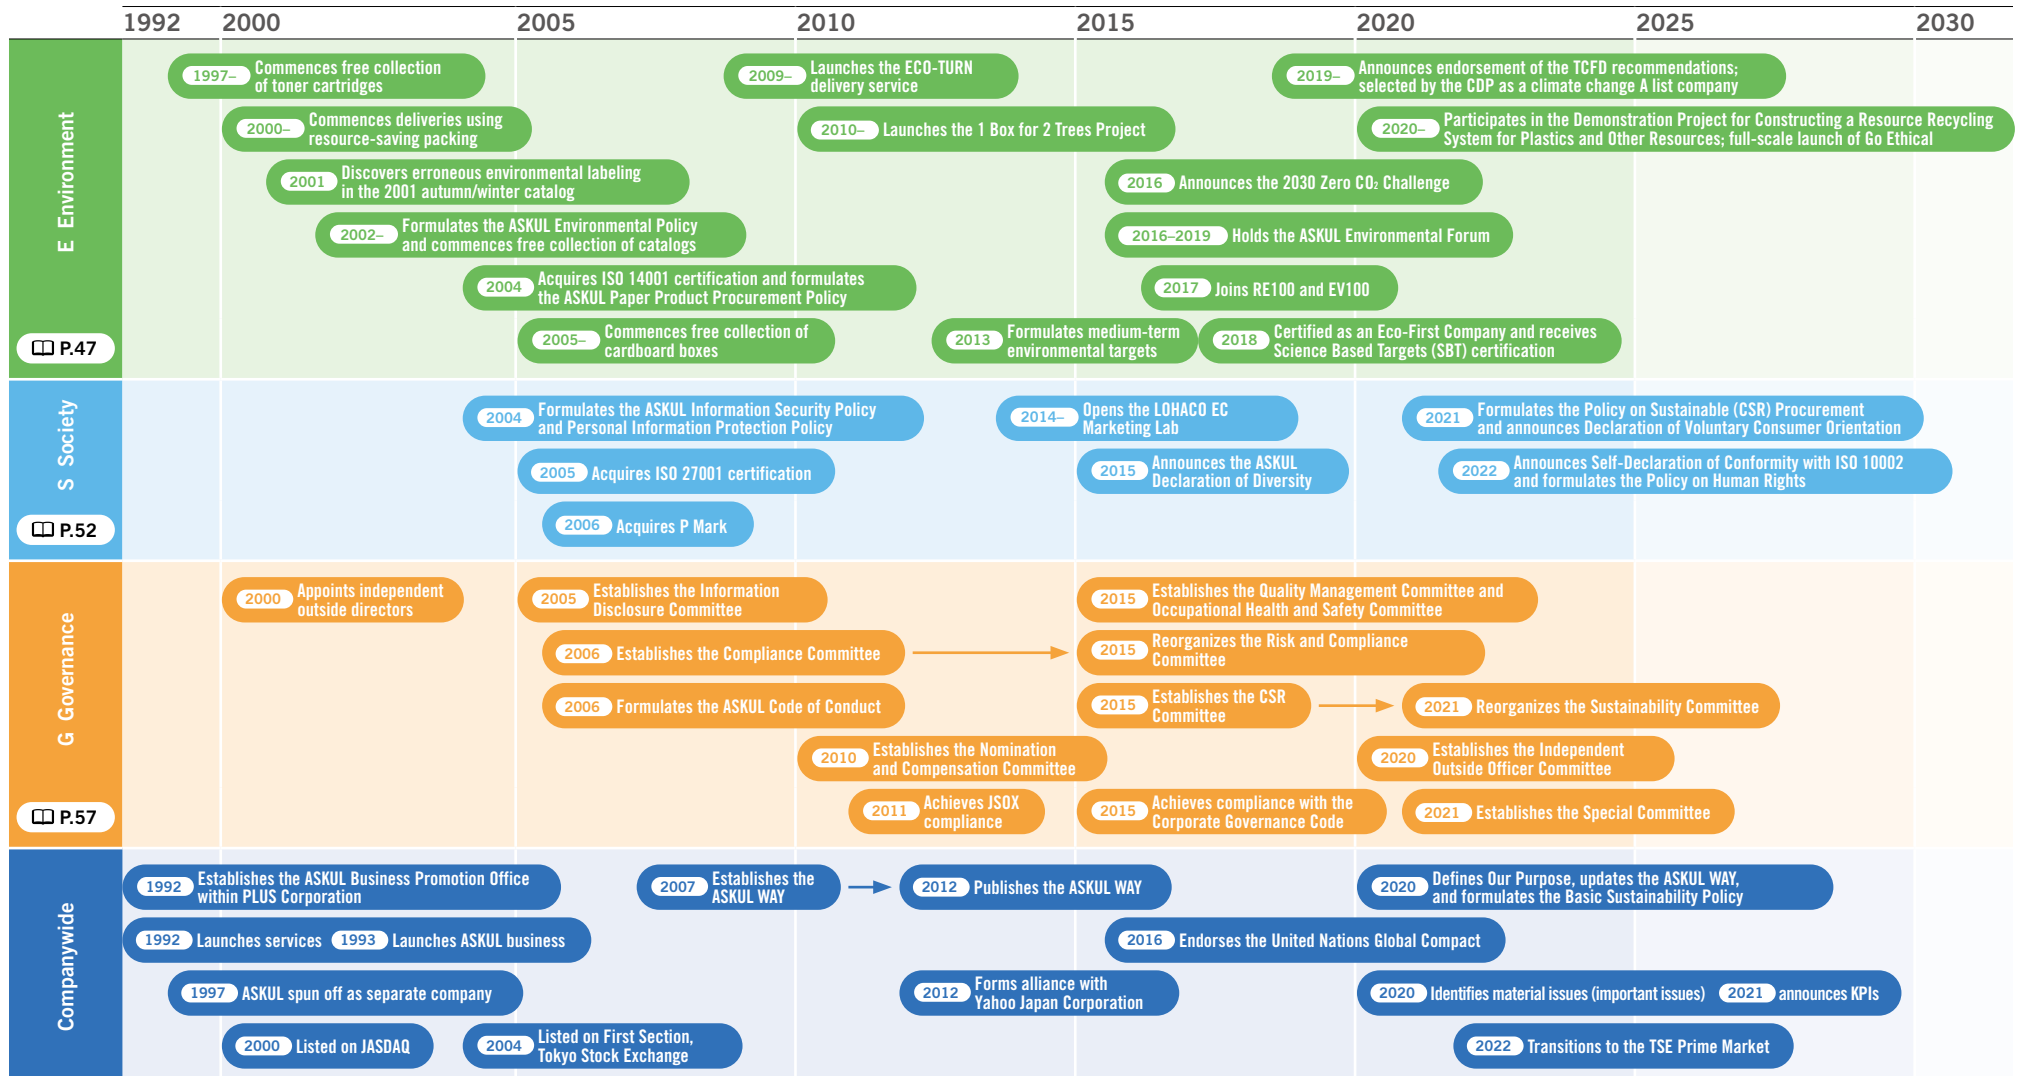 1992 2000 2005 2010 2015 2020 2025 2030
E Environment
P.47
1997– Commences free collection
of toner cartridges
2009– Launches the ECO-TURN
delivery service
2019– Announces endorsement of the TCFD recommendations;
selected by the CDP as a climate change A list company
2000– Commences deliveries using
resource-saving packing
2010– Launches the 1 Box for 2 Trees Project
2020– Participates in the Demonstration Project for Constructing a Resource Recycling
System for Plastics and Other Resources; full-scale launch of Go Ethical
2001 Discovers erroneous environmental labeling
in the 2001 autumn/winter catalog
2016 Announces the 2030 Zero CO₂ Challenge
2002– Formulates the ASKUL Environmental Policy
and commences free collection of catalogs
2016–2019 Holds the ASKUL Environmental Forum
2004 Acquires ISO 14001 certification and formulates
the ASKUL Paper Product Procurement Policy
2017 Joins RE100 and EV100
2005– Commences free collection of
cardboard boxes
2013 Formulates medium-term
environmental targets
2018 Certified as an Eco-First Company and receives
Science Based Targets (SBT) certification
S Society
P.52
2004 Formulates the ASKUL Information Security Policy
and Personal Information Protection Policy
2014– Opens the LOHACO EC
Marketing Lab
2021 Formulates the Policy on Sustainable (CSR) Procurement
and announces Declaration of Voluntary Consumer Orientation
2005 Acquires ISO 27001 certification
2015 Announces the ASKUL
Declaration of Diversity
2022 Announces Self-Declaration of Conformity with ISO 10002
and formulates the Policy on Human Rights
2006 Acquires P Mark
G Governance
P.57
2000 Appoints independent
outside directors
2005 Establishes the Information
Disclosure Committee
2015 Establishes the Quality Management Committee and
Occupational Health and Safety Committee
2006 Establishes the Compliance Committee
2015 Reorganizes the Risk and Compliance
Committee
2006 Formulates the ASKUL Code of Conduct
2015 Establishes the CSR
Committee
2021 Reorganizes the Sustainability Committee
2010 Establishes the Nomination
and Compensation Committee
2020 Establishes the Independent
Outside Officer Committee
2011 Achieves JSOX
compliance
2015 Achieves compliance with the
Corporate Governance Code
2021 Establishes the Special Committee
Companywide
1992 Establishes the ASKUL Business Promotion Office
within PLUS Corporation
2007 Establishes the
ASKUL WAY
2012 Publishes the ASKUL WAY
2020 Defines Our Purpose, updates the ASKUL WAY,
and formulates the Basic Sustainability Policy
1992 Launches services 1993 Launches ASKUL business
2016 Endorses the United Nations Global Compact
1997 ASKUL spun off as separate company
2012 Forms alliance with
Yahoo Japan Corporation
2020 Identifies material issues (important issues) 2021 announces KPIs
2000 Listed on JASDAQ
2004 Listed on First Section,
Tokyo Stock Exchange
2022 Transitions to the TSE Prime Market